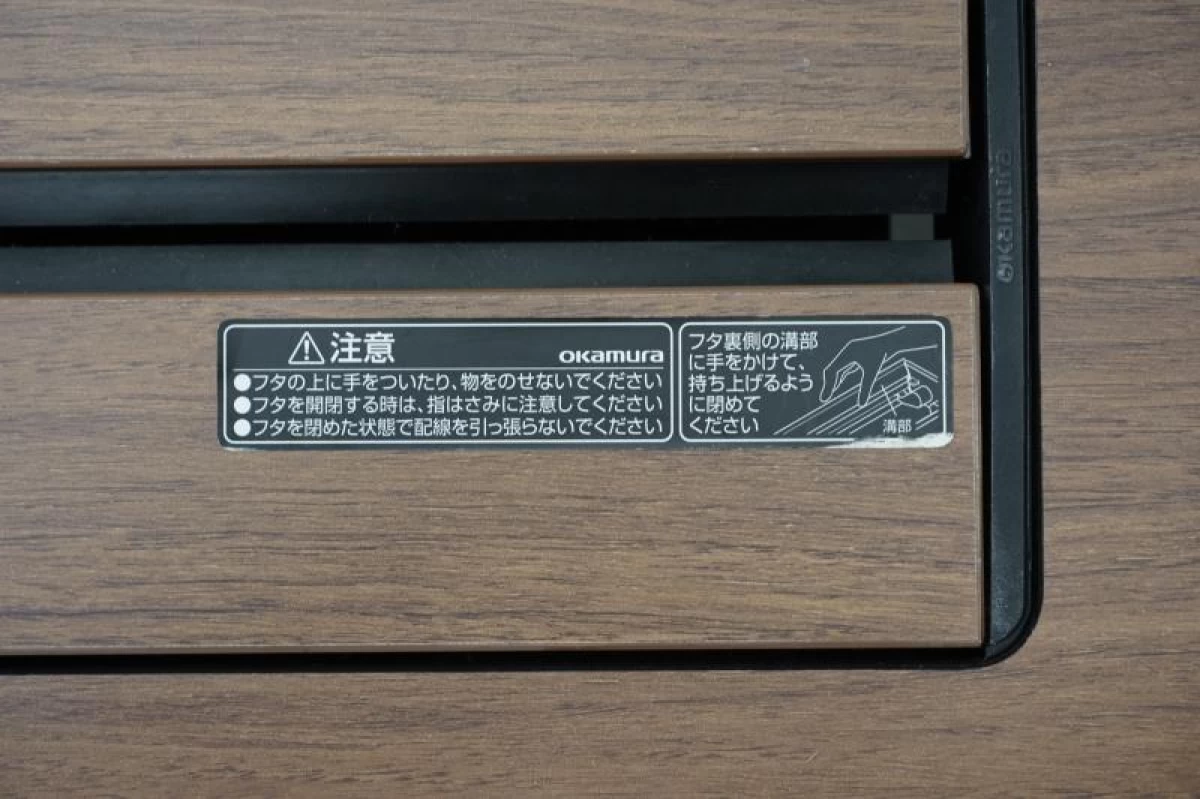 注意
okamura
●フタの上に手をついたり、物をのせないでください
●フタを開閉する時は、指はさみに注意してください
●フタを閉めた状態で配線を引っ張らないでください
フタ裏側の溝部
に手をかけて、
持ち上げるよう
に閉めて
ください
溝部
okamura